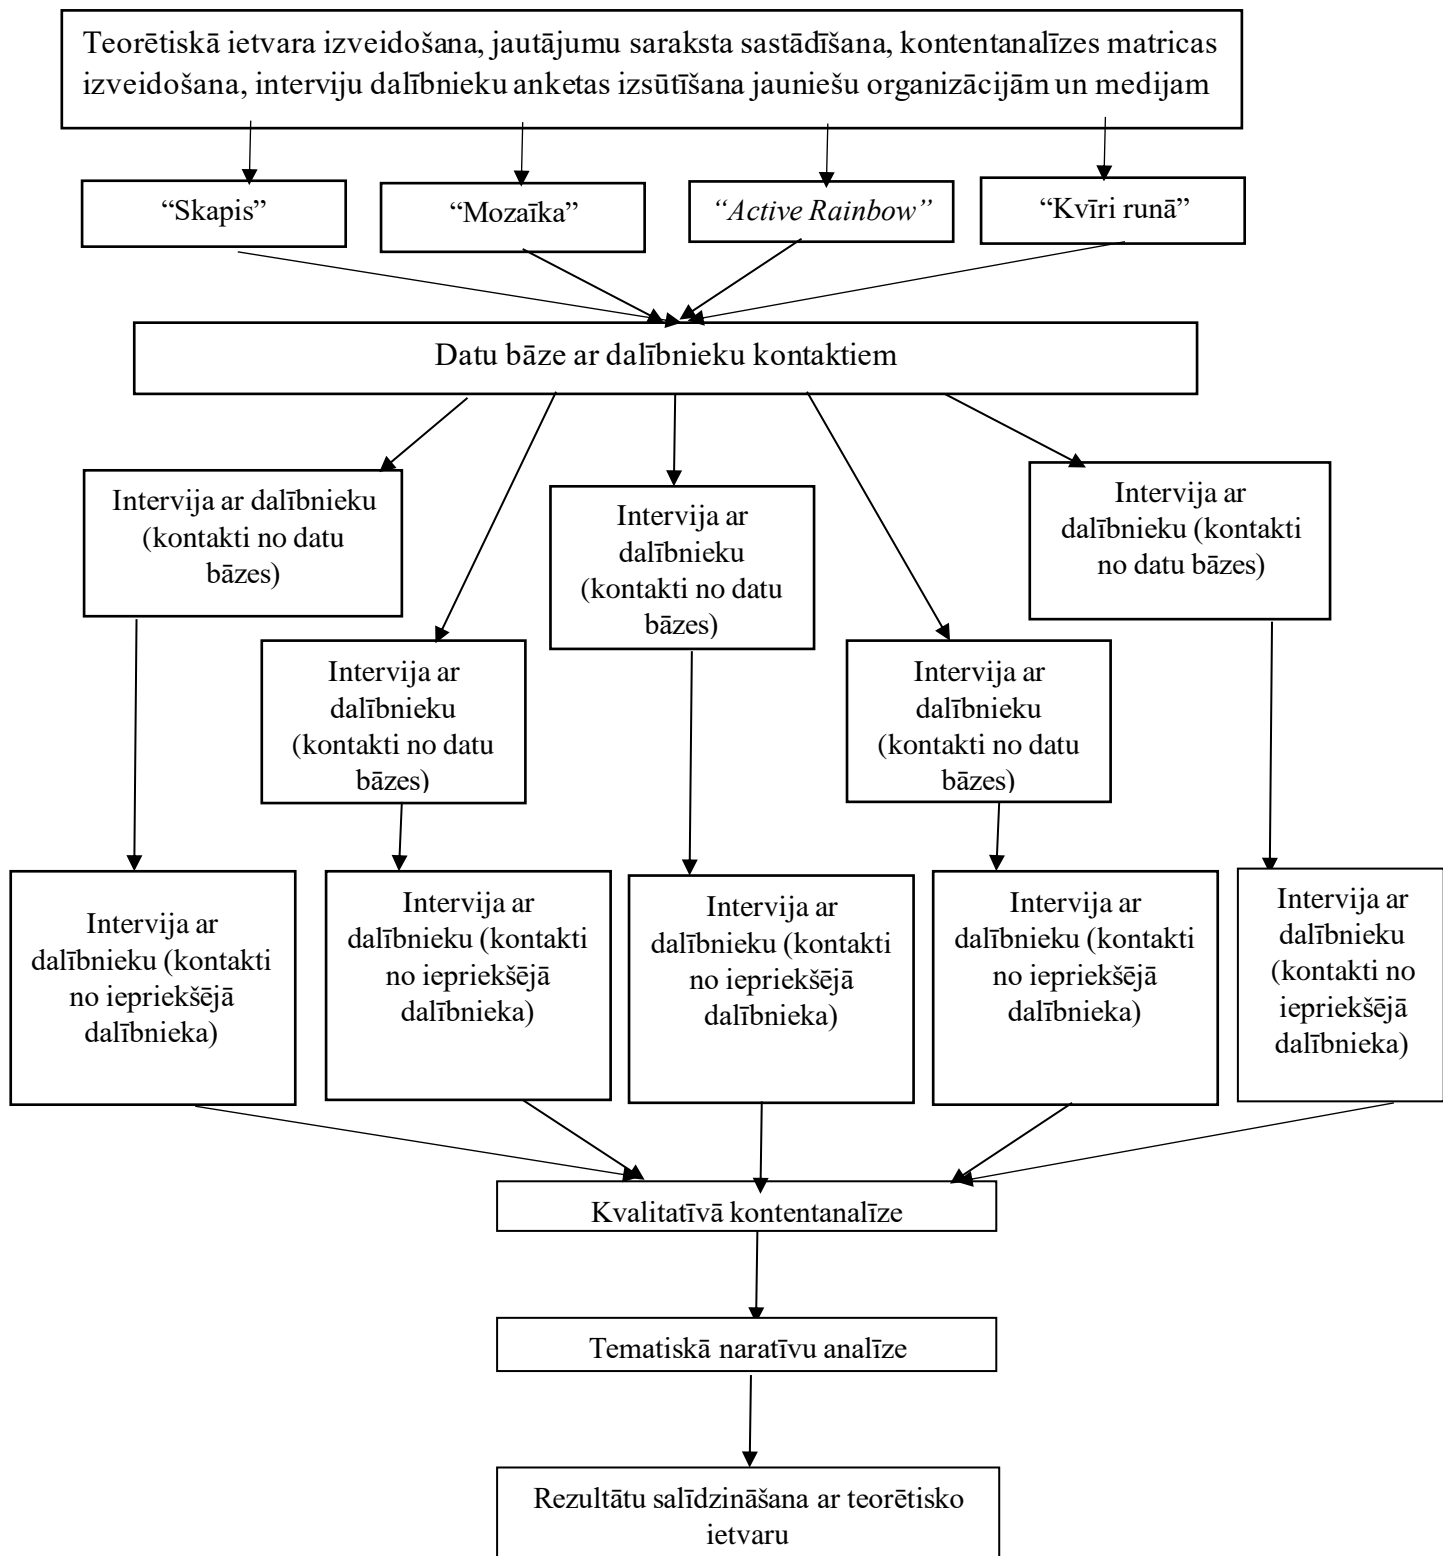 Teorētiskā ietvara izveidošana, jautājumu saraksta sastādīšana, kontentanalīzes matricas
izveidošana, interviju dalībnieku anketas izsūtīšana jauniešu organizācijām un medijam
“Skapis”
“Mozaīka”
“Active Rainbow”
“Kvīri runā”
Datu bāze ar dalībnieku kontaktiem
Intervija ar dalībnieku
(kontakti no datu
bāzes)
Intervija ar
dalībnieku
(kontakti no datu
bāzes)
Intervija ar
dalībnieku (kontakti
no datu bāzes)
Intervija ar
dalībnieku
(kontakti no datu
bāzes)
Intervija ar
dalībnieku
(kontakti no datu
bāzes)
Intervija ar
dalībnieku (kontakti
no iepriekšējā
dalībnieka)
Intervija ar
dalībnieku (kontakti
no iepriekšējā
dalībnieka)
Intervija ar
dalībnieku (kontakti
no iepriekšējā
dalībnieka)
Intervija ar
dalībnieku (kontakti
no iepriekšējā
dalībnieka)
Intervija ar
dalībnieku
(kontakti no
iepriekšējā
dalībnieka)
Kvalitatīvā kontentanalīze
Tematiskā naratīvu analīze
Rezultātu salīdzināšana ar teorētisko
ietvaru